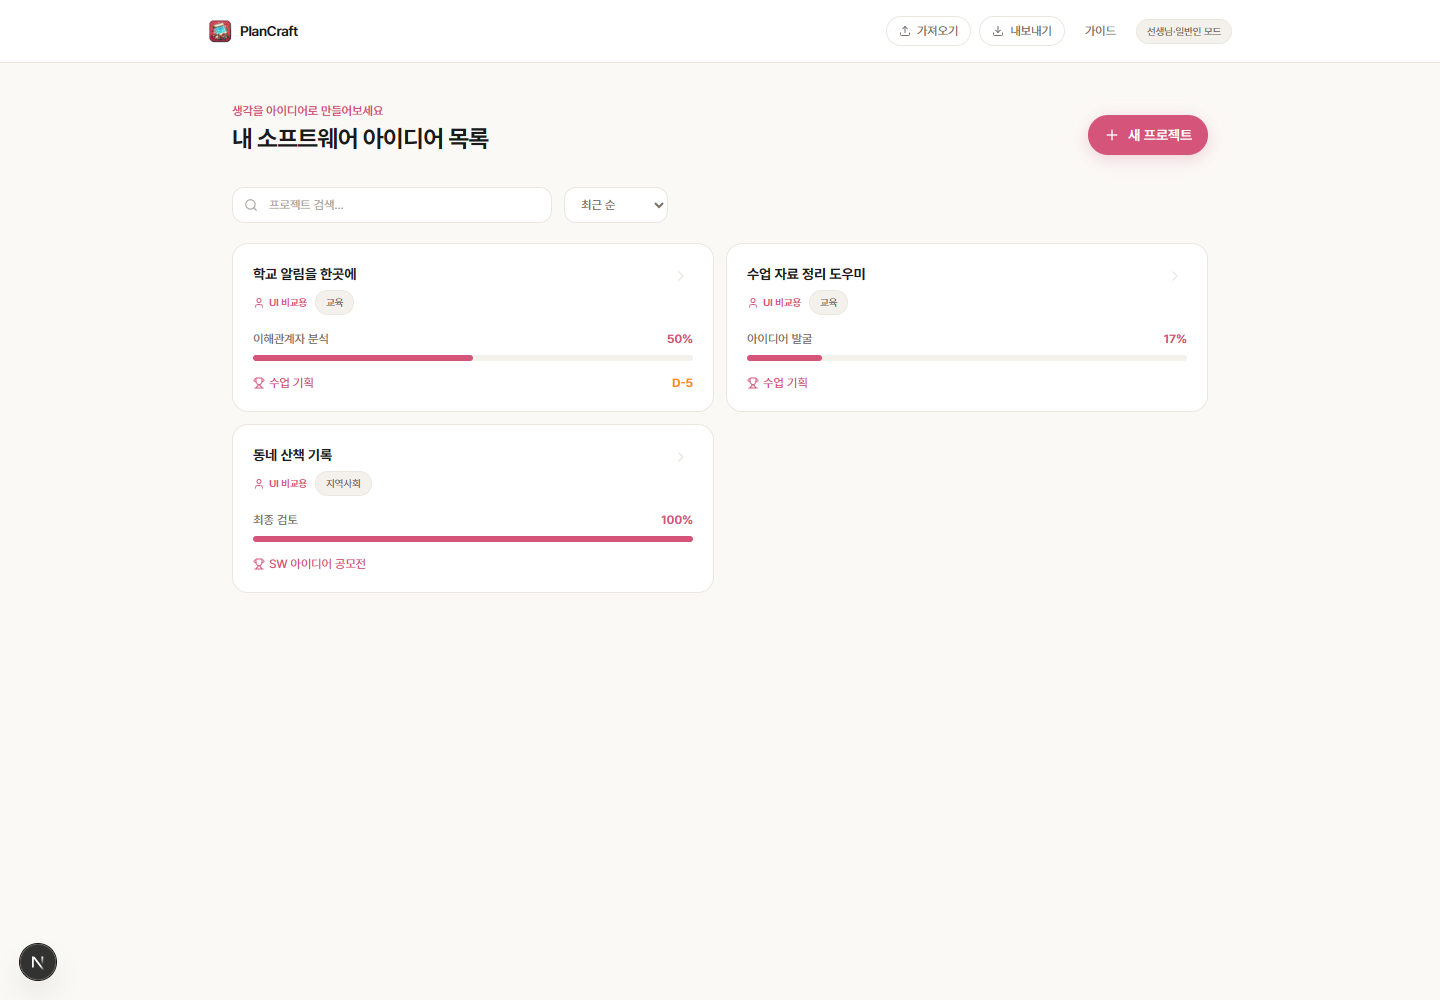 PlanCraft
가져오기
내보내기
가이드
선생님·일반인 모드
생각을 아이디어로 만들어보세요
내 소프트웨어 아이디어 목록
새 프로젝트
프로젝트 검색...
최근 순
학교 알림을 한곳에
UI 비교용
교육
이해관계자 분석
50%
수업 기획
D-5
수업 자료 정리 도우미
UI 비교용
교육
아이디어 발굴
17%
수업 기획
동네 산책 기록
UI 비교용
지역사회
최종 검토
100%
SW 아이디어 공모전
N